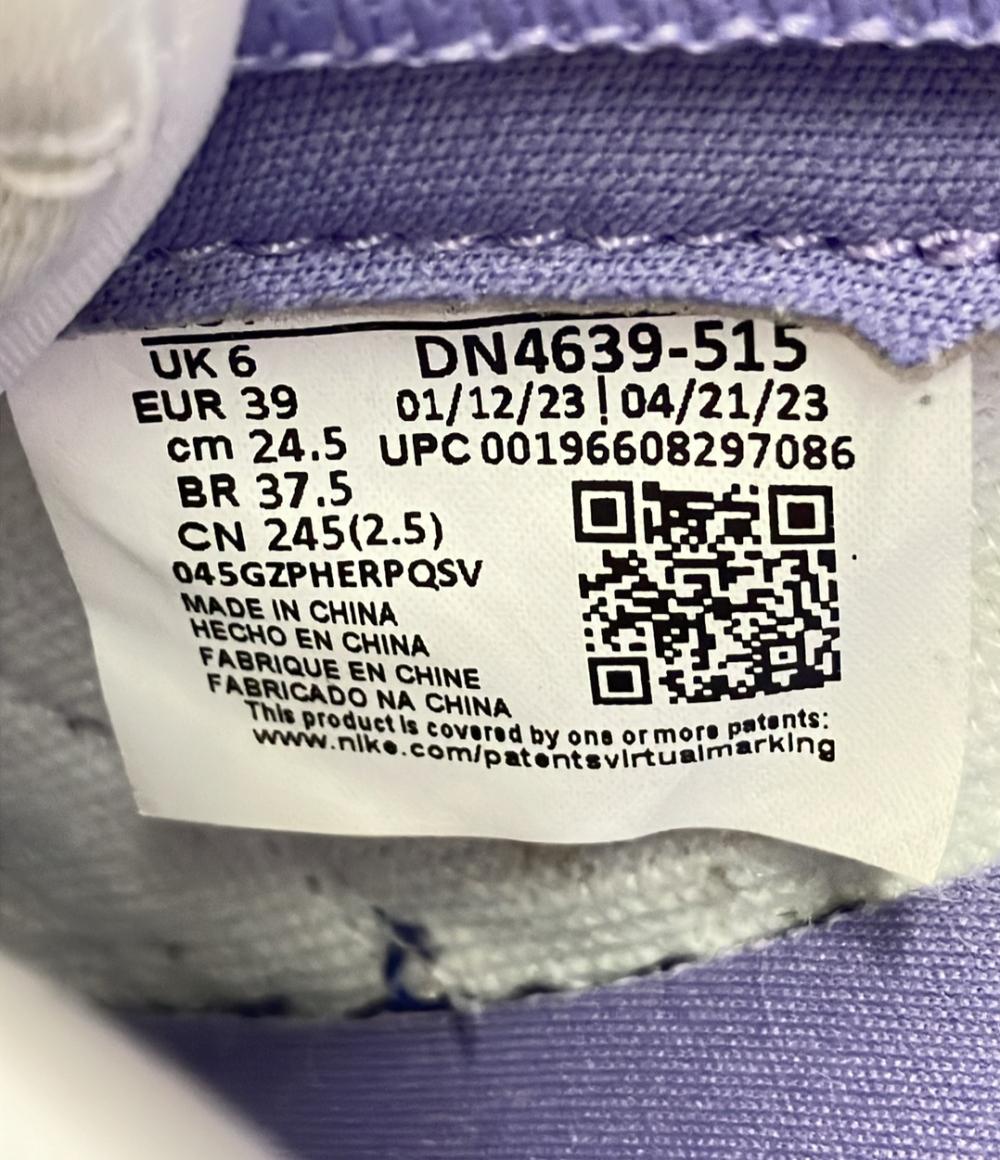 UK 6
DN4639-515
EUR 39
01/12/23 | 04/21/23
cm 24.5
UPC 00196608297086
BR 37.5
CN 245(2.5)
045GZPHERPQSV
MADE IN CHINA
HECHO EN CHINA
FABRIQUE EN CHINE
FABRICADO NA CHINA
This product is covered by one or more patents:
www.nike.com/patentsvirtualmarking